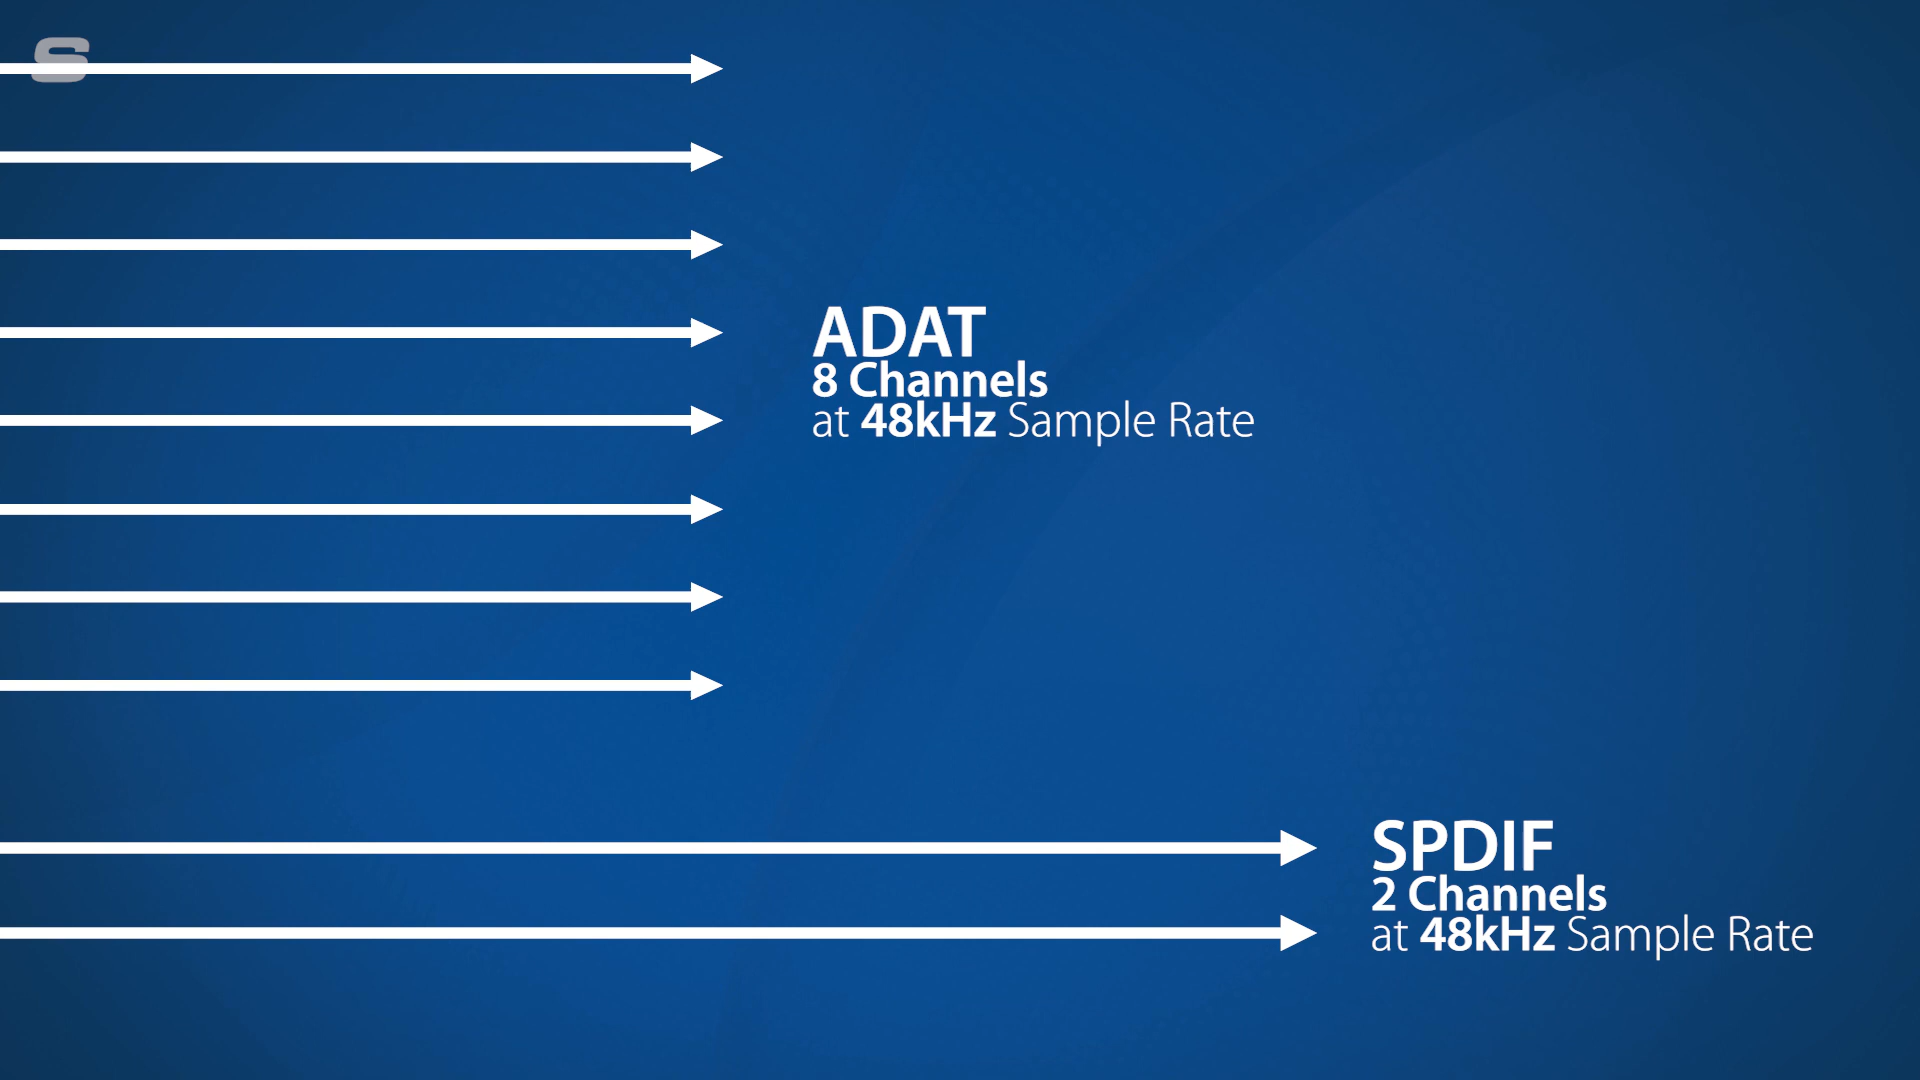 S
ADAT
8 Channels
at 48kHz Sample Rate
SPDIF
2 Channels
at 48kHz Sample Rate